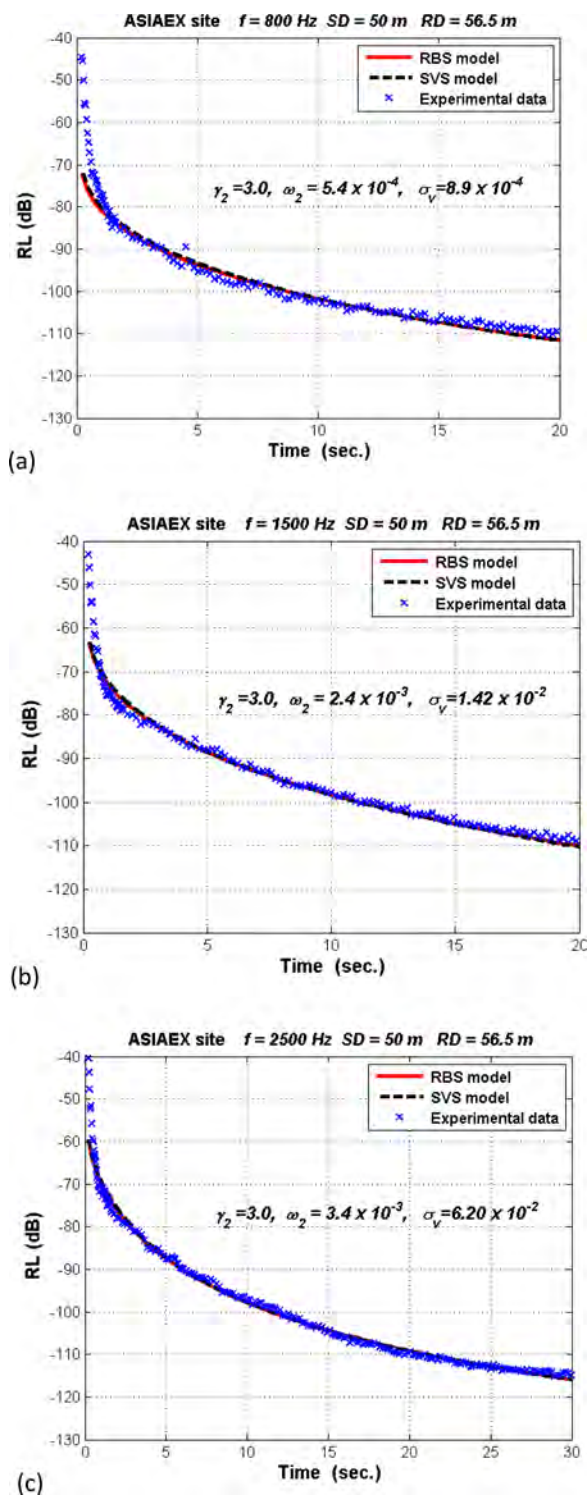 ASIAEX site f = 800 Hz SD = 50 m RD = 56.5 m
RBS model
SVS model
Experimental data
γ2 =3.0, ω2 = 5.4 x 10-4, σv=8.9 x 10-4
RL (dB)
-40
-50
-60
-70
-80
-90
-100
-110
-120
-130
0 5 10 15 20
Time (sec.)
(a)
ASIAEX site f = 1500 Hz SD = 50 m RD = 56.5 m
RBS model
SVS model
Experimental data
γ2 =3.0, ω2 = 2.4 x 10-3, σv=1.42 x 10-2
RL (dB)
-40
-50
-60
-70
-80
-90
-100
-110
-120
-130
0 5 10 15 20
Time (sec.)
(b)
ASIAEX site f = 2500 Hz SD = 50 m RD = 56.5 m
RBS model
SVS model
Experimental data
γ2 =3.0, ω2 = 3.4 x 10-3, σv=6.20 x 10-2
RL (dB)
-40
-50
-60
-70
-80
-90
-100
-110
-120
-130
0 5 10 15 20 25 30
Time (sec.)
(c)